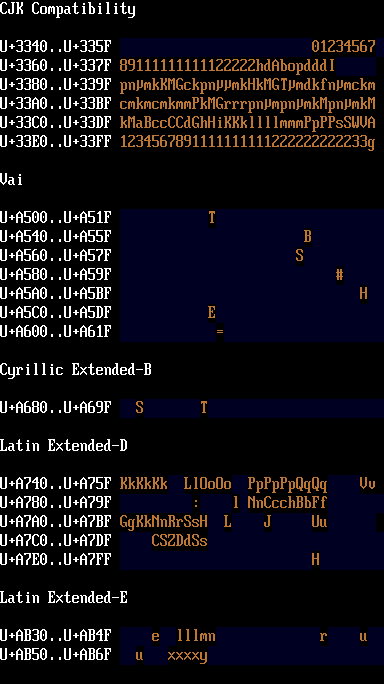 CJK Compatibility
U+3340..U+335F                         01234567
U+3360..U+337F 89111111111122222hdAbopdddI
U+3380..U+339F pnµmkKMGckpnµµmkHkMGTµmdkfnµmckm
U+33A0..U+33BF cmkmcmkmmPkMGrrrpnµmpnµmkMpnµmkM
U+33C0..U+33DF kMaBccCCdGhHiKKkllllmmmPpPPsSWVA
U+33E0..U+33FF 1234567891111111111222222222233g
Vai
U+A500..U+A51F            T
U+A540..U+A55F                        B
U+A560..U+A57F                       S
U+A580..U+A59F                            #
U+A5A0..U+A5BF                               H
U+A5C0..U+A5DF            E
U+A600..U+A61F             =
Cyrillic Extended-B
U+A680..U+A69F   S       T
Latin Extended-D
U+A740..U+A75F KkKkKk  LlOoOo  PpPpPpQqQq    Vv
U+A780..U+A79F          :    l NnCcchBbFf
U+A7A0..U+A7BF GgKkNnRrSsH  L    J     Uu
U+A7C0..U+A7DF     CSZDdSs
U+A7E0..U+A7FF                         H
Latin Extended-E
U+AB30..U+AB4F     e  lllmn             r    u
U+AB50..U+AB6F   u   xxxxy